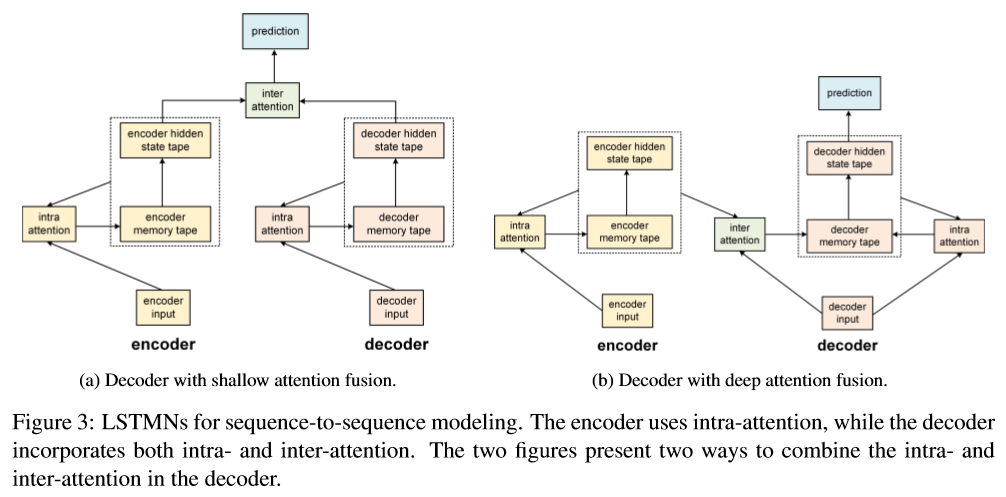 prediction
inter
attention
encoder hidden
state tape
decoder hidden
state tape
intra
attention
encoder
memory tape
intra
attention
decoder
memory tape
encoder
input
decoder
input
encoder
decoder
(a) Decoder with shallow attention fusion.
prediction
encoder hidden
state tape
decoder hidden
state tape
intra
attention
encoder
memory tape
inter
attention
decoder
memory tape
intra
attention
encoder
input
decoder
input
encoder
decoder
(b) Decoder with deep attention fusion.
Figure 3: LSTMNs for sequence-to-sequence modeling. The encoder uses intra-attention, while the decoder
incorporates both intra- and inter-attention. The two figures present two ways to combine the intra- and
inter-attention in the decoder.